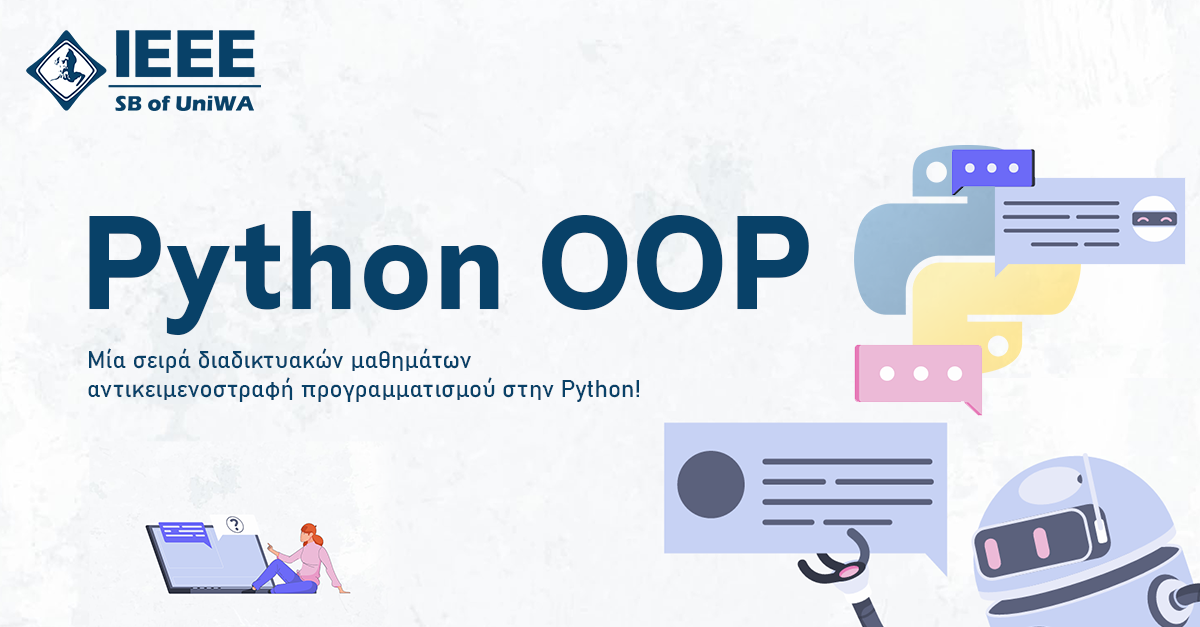 IEEE
SB of UniWA
Python OOP
Μία σειρά διαδικτυακών μαθημάτων
αντικειμενοστραφή προγραμματισμού στην Python!
?